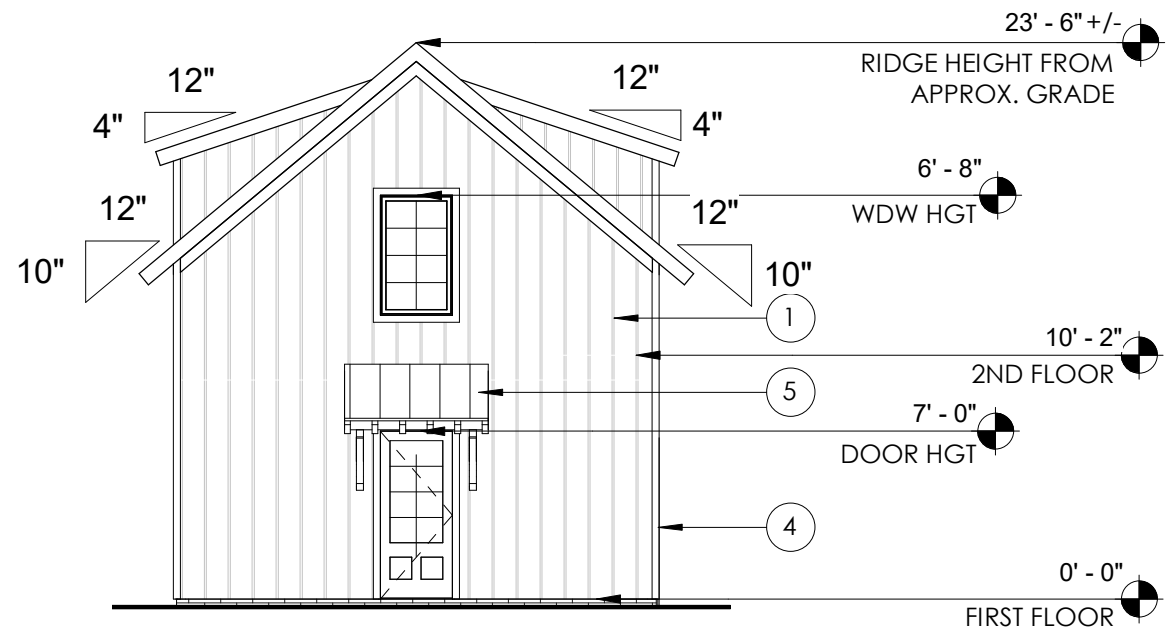 23' - 6" +/-
RIDGE HEIGHT FROM
APPROX. GRADE
12"
12"
4"
4"
6' - 8"
WDW HGT
12"
12"
10"
10"
1
10' - 2"
2ND FLOOR
5
7' - 0"
DOOR HGT
4
0' - 0"
FIRST FLOOR